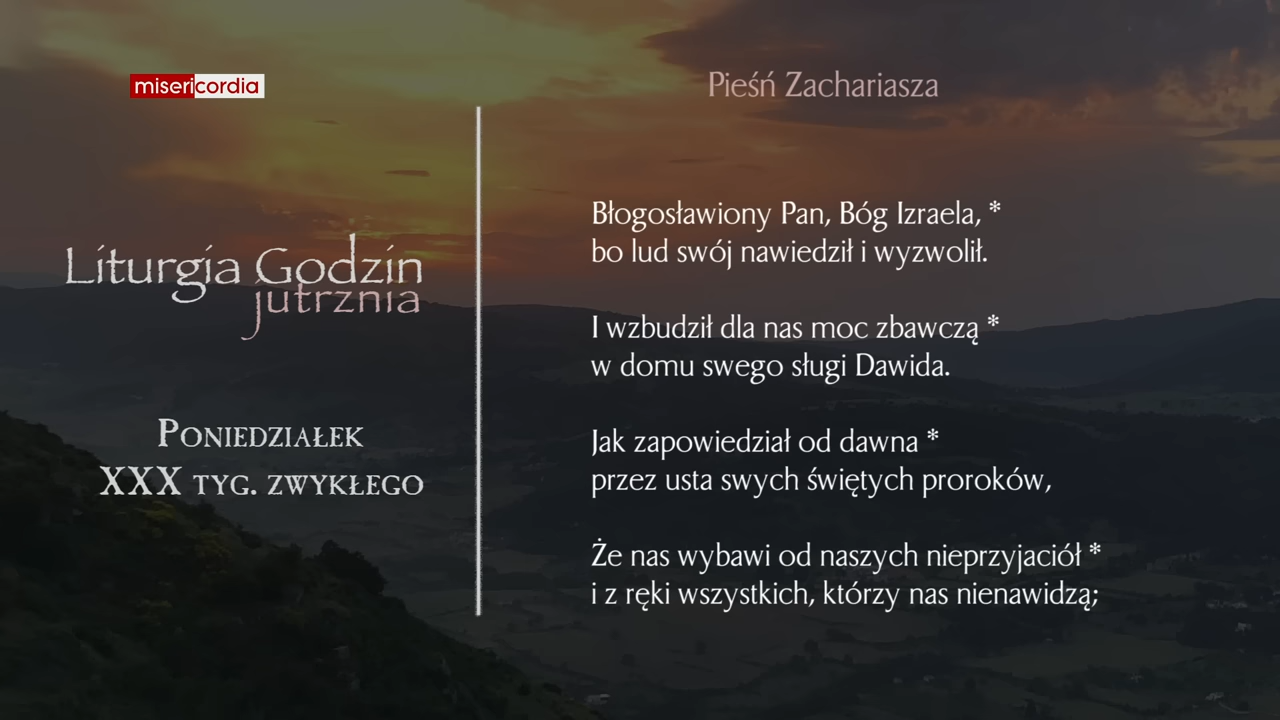 misericordia
Liturgia Godzin
jutrznia
Poniedziałek
XXX tyg. zwykłego
Pieśń Zachariasza
Błogosławiony Pan, Bóg Izraela, *
bo lud swój nawiedził i wyzwolił.
I wzbudził dla nas moc zbawczą *
w domu swego sługi Dawida.
Jak zapowiedział od dawna *
przez usta swych świętych proroków,
Że nas wybawi od naszych nieprzyjaciół *
i z ręki wszystkich, którzy nas nienawidzą;